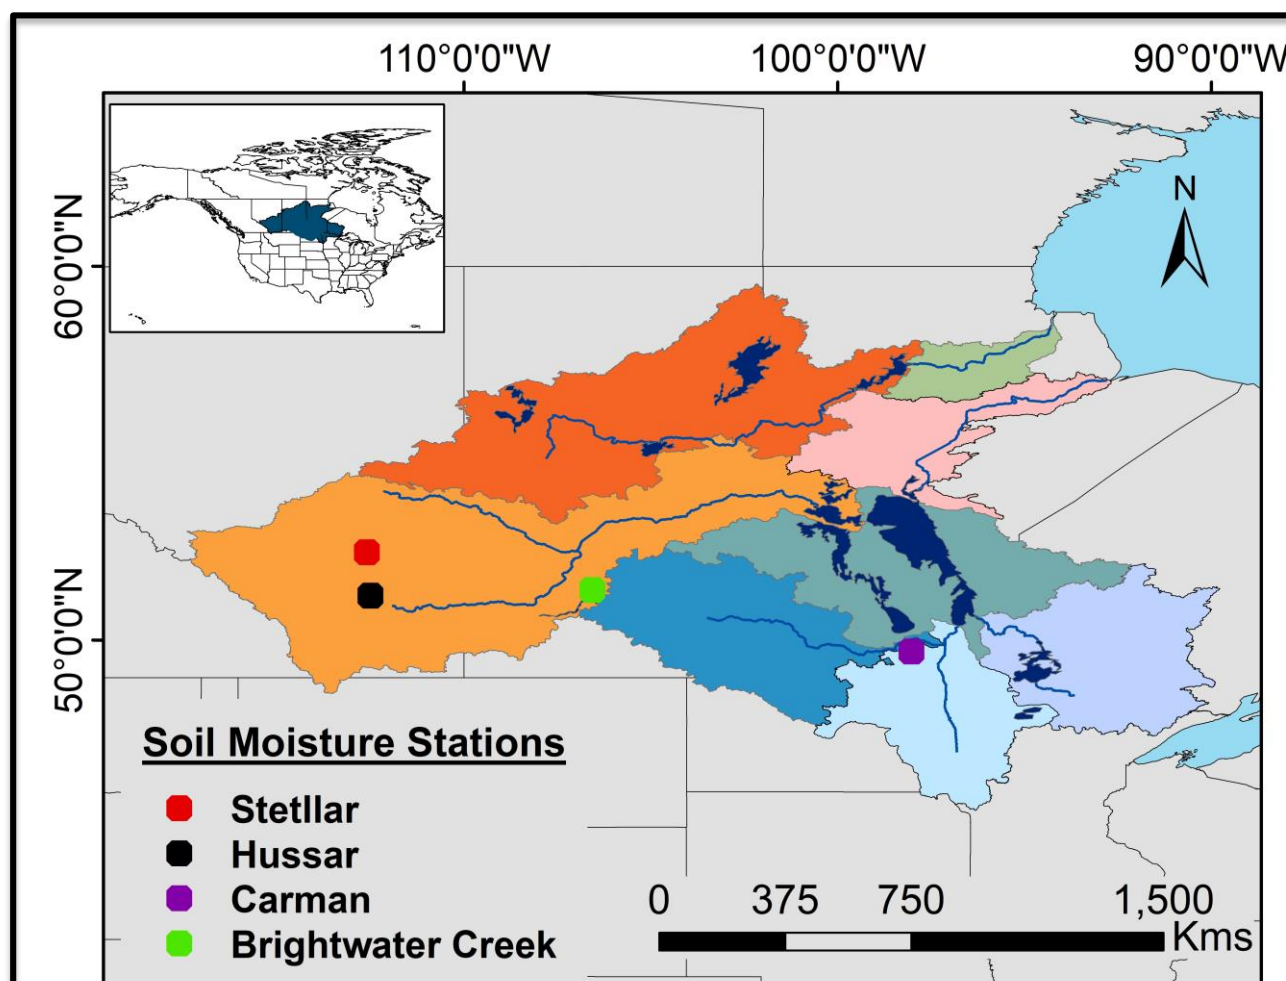 110°0'0"W
100°0'0"W
90°0'0"W
60°0'0"N
50°0'0"N
N
Soil Moisture Stations
Stetllar
Hussar
Carman
Brightwater Creek
0 375 750 1,500
Kms